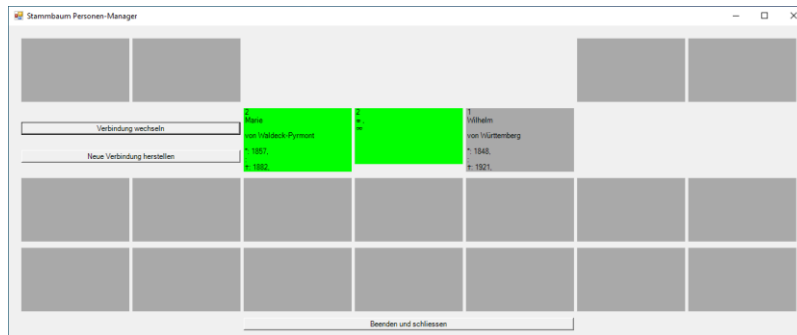 Stammbaum Personen-Manager
Verbindung wechseln
Neue Verbindung herstellen
2
Marie
von Waldeck-Pyrmont
*: 1857,
†: 1882,
2
⚭ ,
1
Wilhelm
von Württemberg
*: 1848,
†: 1921,
Beenden und schliessen